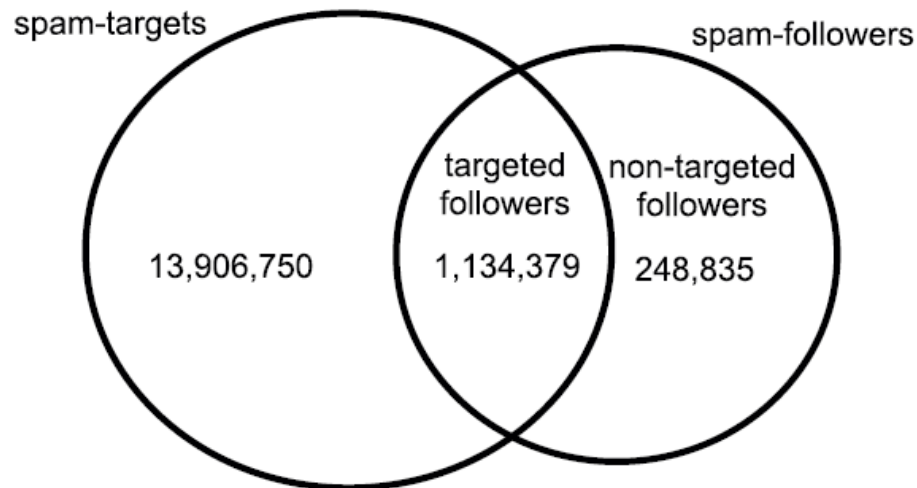 spam-targets
spam-followers
targeted
followers
non-targeted
followers
13,906,750
1,134,379
248,835